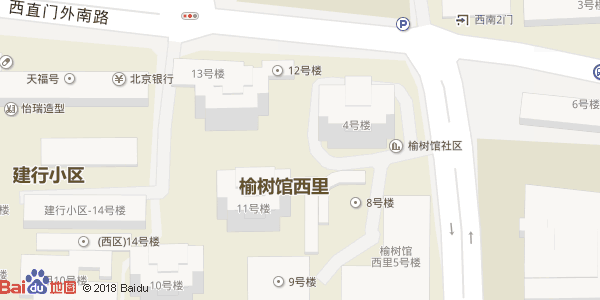 西直门外南路
西南2门
3号楼
天福号
北京银行
13号楼
12号楼
6号楼
怡瑞造型
4号楼
榆树馆社区
建行小区
榆树馆西里
建行小区-14号楼
11号楼
8号楼
(西区)14号楼
榆树馆
西里5号楼
10号楼
9号楼
Bai du 地图
© 2018 Baidu